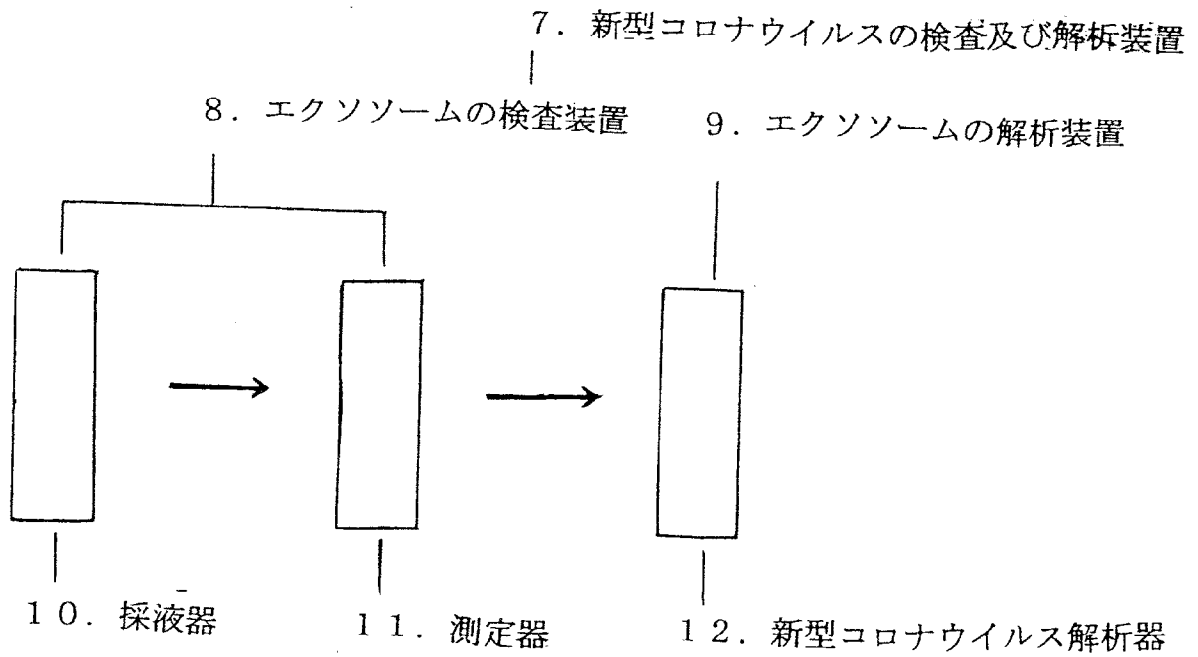 7．新型コロナウイルスの検査及び解析装置
8．エクソソームの検査装置
9．エクソソームの解析装置
10．採液器
11．測定器
12．新型コロナウイルス解析器